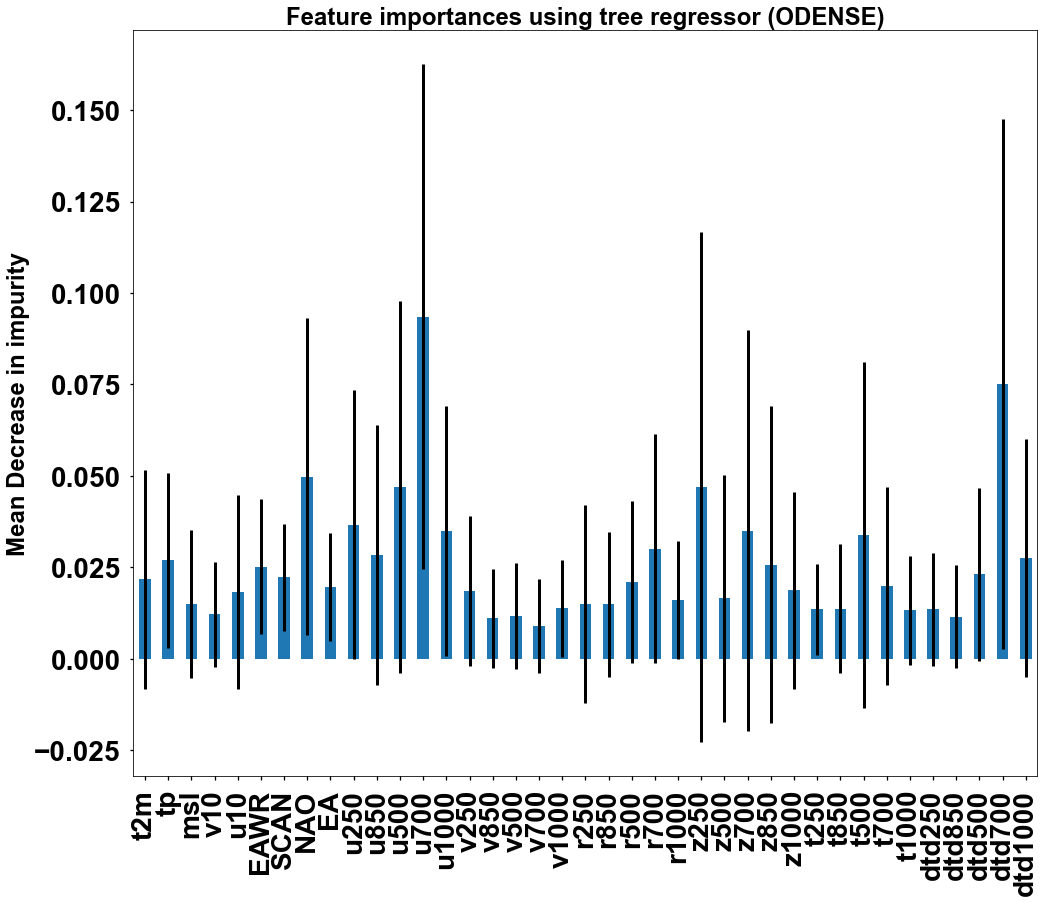 Feature importances using tree regressor (ODENSE)
Mean Decrease in impurity
0.150
0.125
0.100
0.075
0.050
0.025
0.000
−0.025
t2m
tp
msl
v10
u10
EAWR
SCAN
NAO
EA
u250
u850
u500
u700
u1000
v250
v850
v500
v700
v1000
r250
r850
r500
r700
r1000
z250
z500
z700
z850
z1000
t250
t850
t500
t700
t1000
dtd250
dtd850
dtd500
dtd700
dtd1000